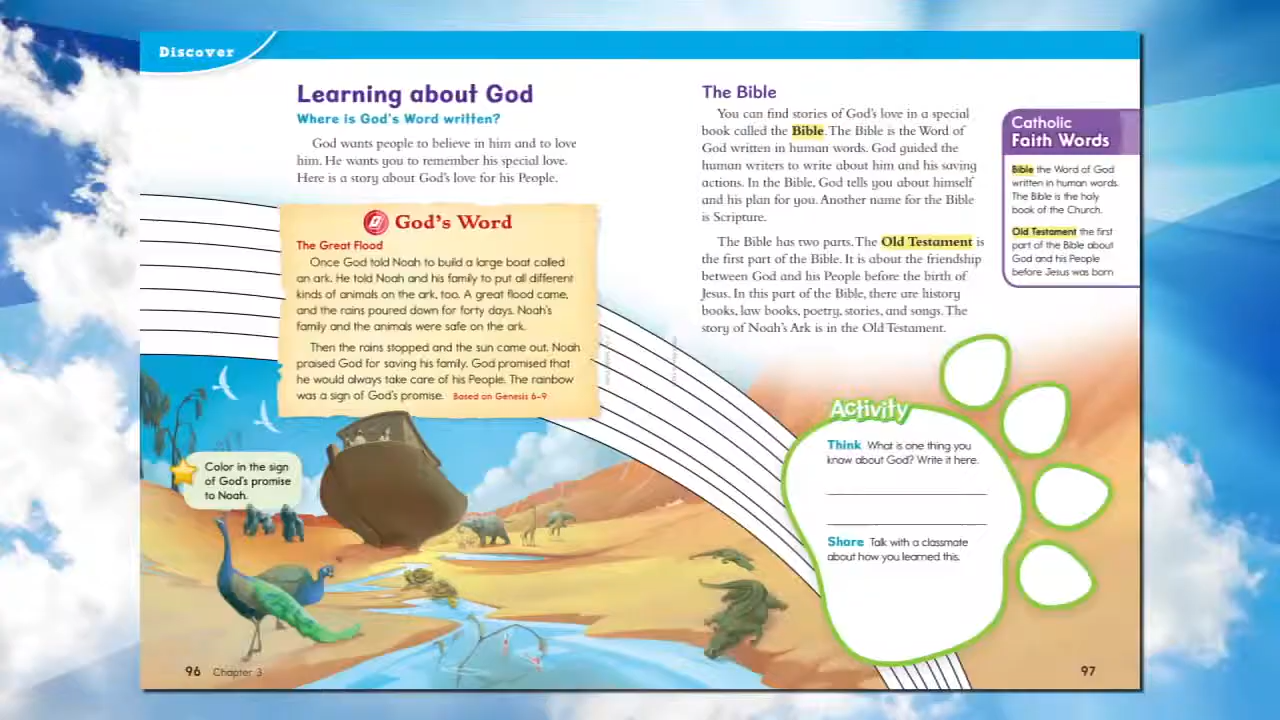 Discover
Learning about God
Where is God's Word written?
God wants people to believe in him and to love
him. He wants you to remember his special love.
Here is a story about God's love for his People.
God's Word
The Great Flood
Once God told Noah to build a large boat called
an ark. He told Noah and his family to put all different
kinds of animals on the ark, too. A great flood came,
and the rains poured down for forty days. Noah's
family and the animals were safe on the ark.
Then the rains stopped and the sun came out. Noah
praised God for saving his family. God promised that
he would always take care of his People. The rainbow
was a sign of God's promise. Based on Genesis 6–9
Color in the sign
of God's promise
to Noah.
96 Chapter 3
The Bible
You can find stories of God's love in a special
book called the Bible. The Bible is the Word of
God written in human words. God guided the
human writers to write about him and his saving
actions. In the Bible, God tells you about himself
and his plan for you. Another name for the Bible
is Scripture.
The Bible has two parts. The Old Testament is
the first part of the Bible. It is about the friendship
between God and his People before the birth of
Jesus. In this part of the Bible, there are history
books, law books, poetry, stories, and songs. The
story of Noah's Ark is in the Old Testament.
Catholic
Faith Words
Bible the Word of God
written in human words.
The Bible is the holy
book of the Church.
Old Testament the first
part of the Bible about
God and his People
before Jesus was born
Activity
Think What is one thing you
know about God? Write it here.
Share Talk with a classmate
about how you learned this.
97